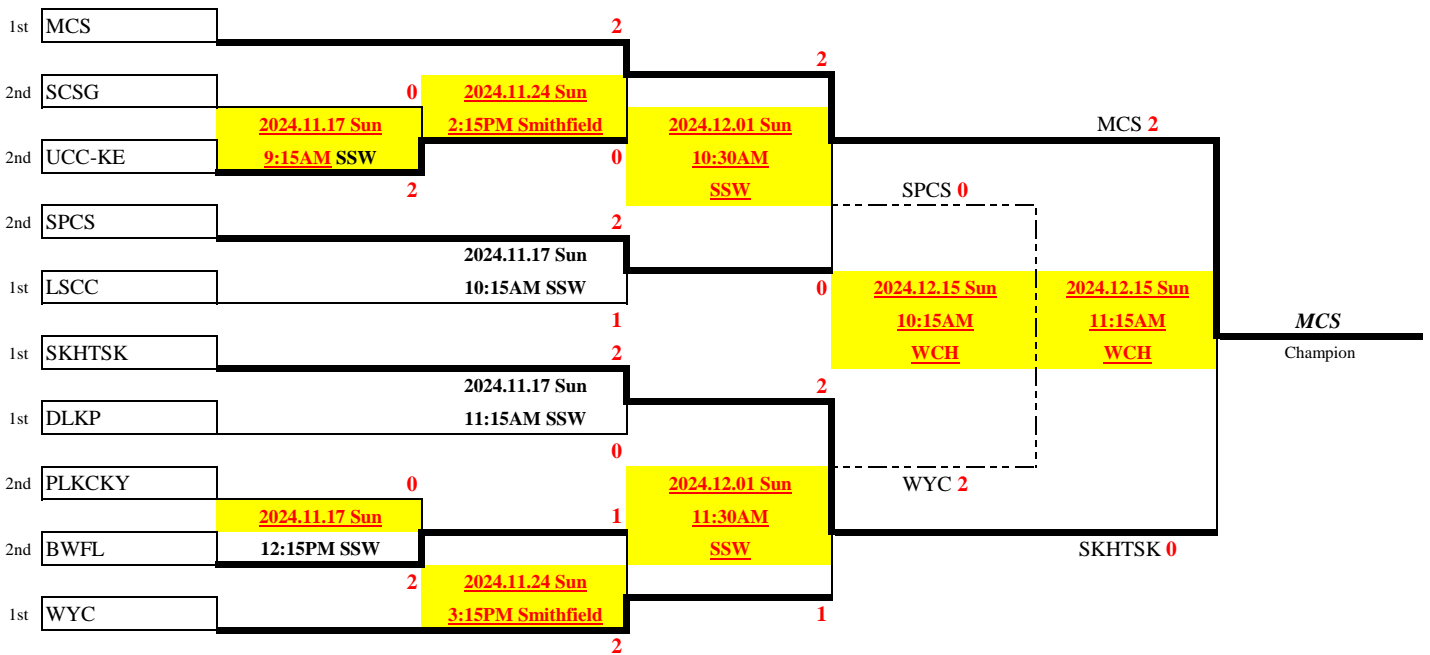 1st MCS 2
2
2nd SCSG 0 2024.11.24 Sun
2024.11.17 Sun 2:15PM Smithfield 2024.12.01 Sun MCS 2
2nd UCC-KE 9:15AM SSW 0 10:30AM
2 SSW SPCS 0
2nd SPCS 2
2024.11.17 Sun
1st LSCC 10:15AM SSW 0 2024.12.15 Sun 2024.12.15 Sun
1 10:15AM 11:15AM MCS
1st SKHTSK 2 WCH WCH Champion
2024.11.17 Sun 2
1st DLKP 11:15AM SSW
0
2nd PLKCKY 0 2024.12.01 Sun WYC 2
2024.11.17 Sun 1 11:30AM
2nd BWFL 12:15PM SSW SSW SKHTSK 0
2 2024.11.24 Sun
1st WYC 3:15PM Smithfield 1
2